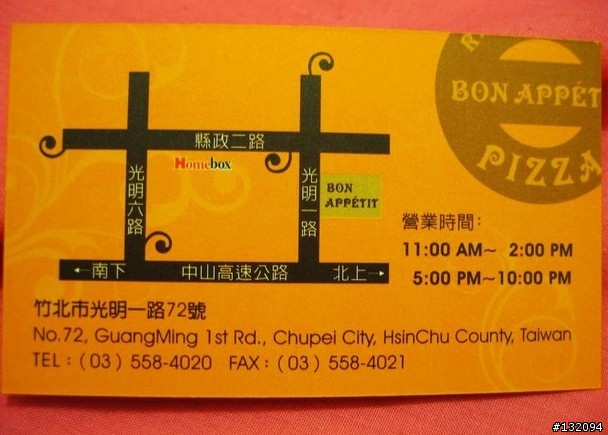 BON APPÉT
PIZZA
縣政二路
Homebox
光明六路
光明一路
BON
APPÉTIT
←南下 中山高速公路 北上→
營業時間:
11:00 AM~ 2:00 PM
5:00 PM~10:00 PM
竹北市光明一路72號
No.72, GuangMing 1st Rd., Chupei City, HsinChu County, Taiwan
TEL:(03) 558-4020 FAX:(03) 558-4021
#132094